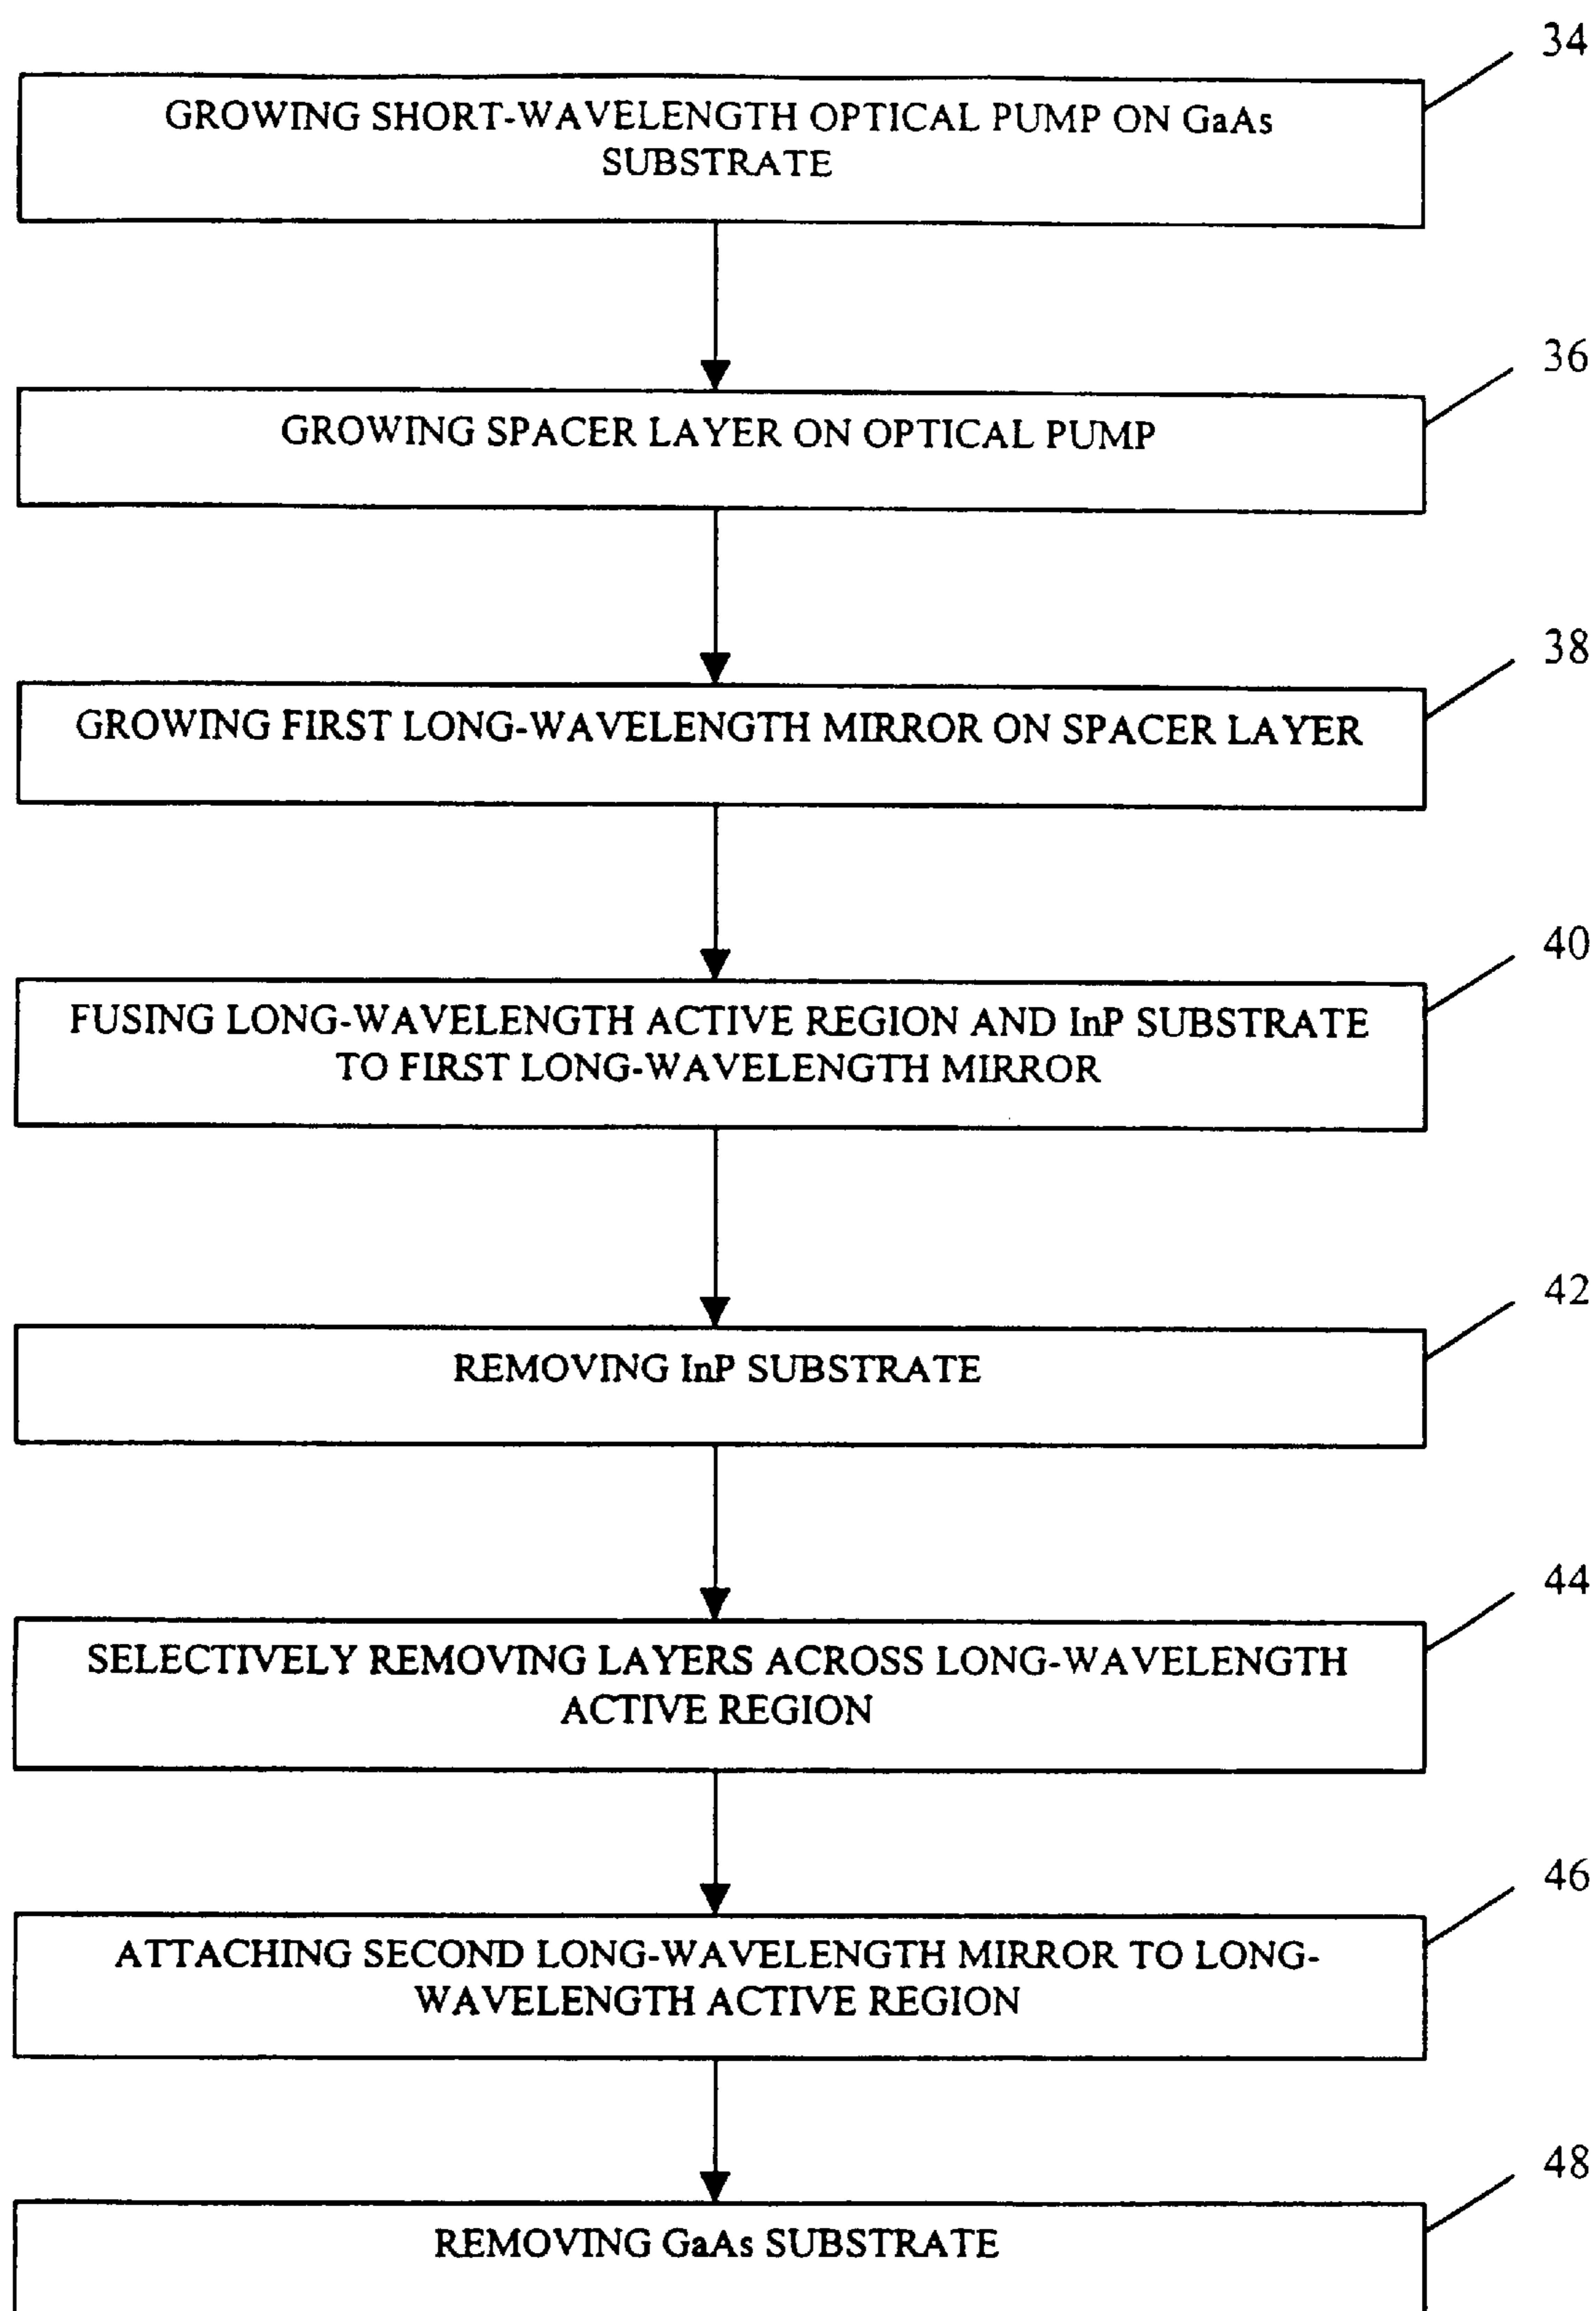 34
GROWING SHORT-WAVELENGTH OPTICAL PUMP ON GaAs
SUBSTRATE
36
GROWING SPACER LAYER ON OPTICAL PUMP
38
GROWING FIRST LONG-WAVELENGTH MIRROR ON SPACER LAYER
40
FUSING LONG-WAVELENGTH ACTIVE REGION AND InP SUBSTRATE
TO FIRST LONG-WAVELENGTH MIRROR
42
REMOVING InP SUBSTRATE
44
SELECTIVELY REMOVING LAYERS ACROSS LONG-WAVELENGTH
ACTIVE REGION
46
ATTACHING SECOND LONG-WAVELENGTH MIRROR TO LONG-
WAVELENGTH ACTIVE REGION
48
REMOVING GaAs SUBSTRATE